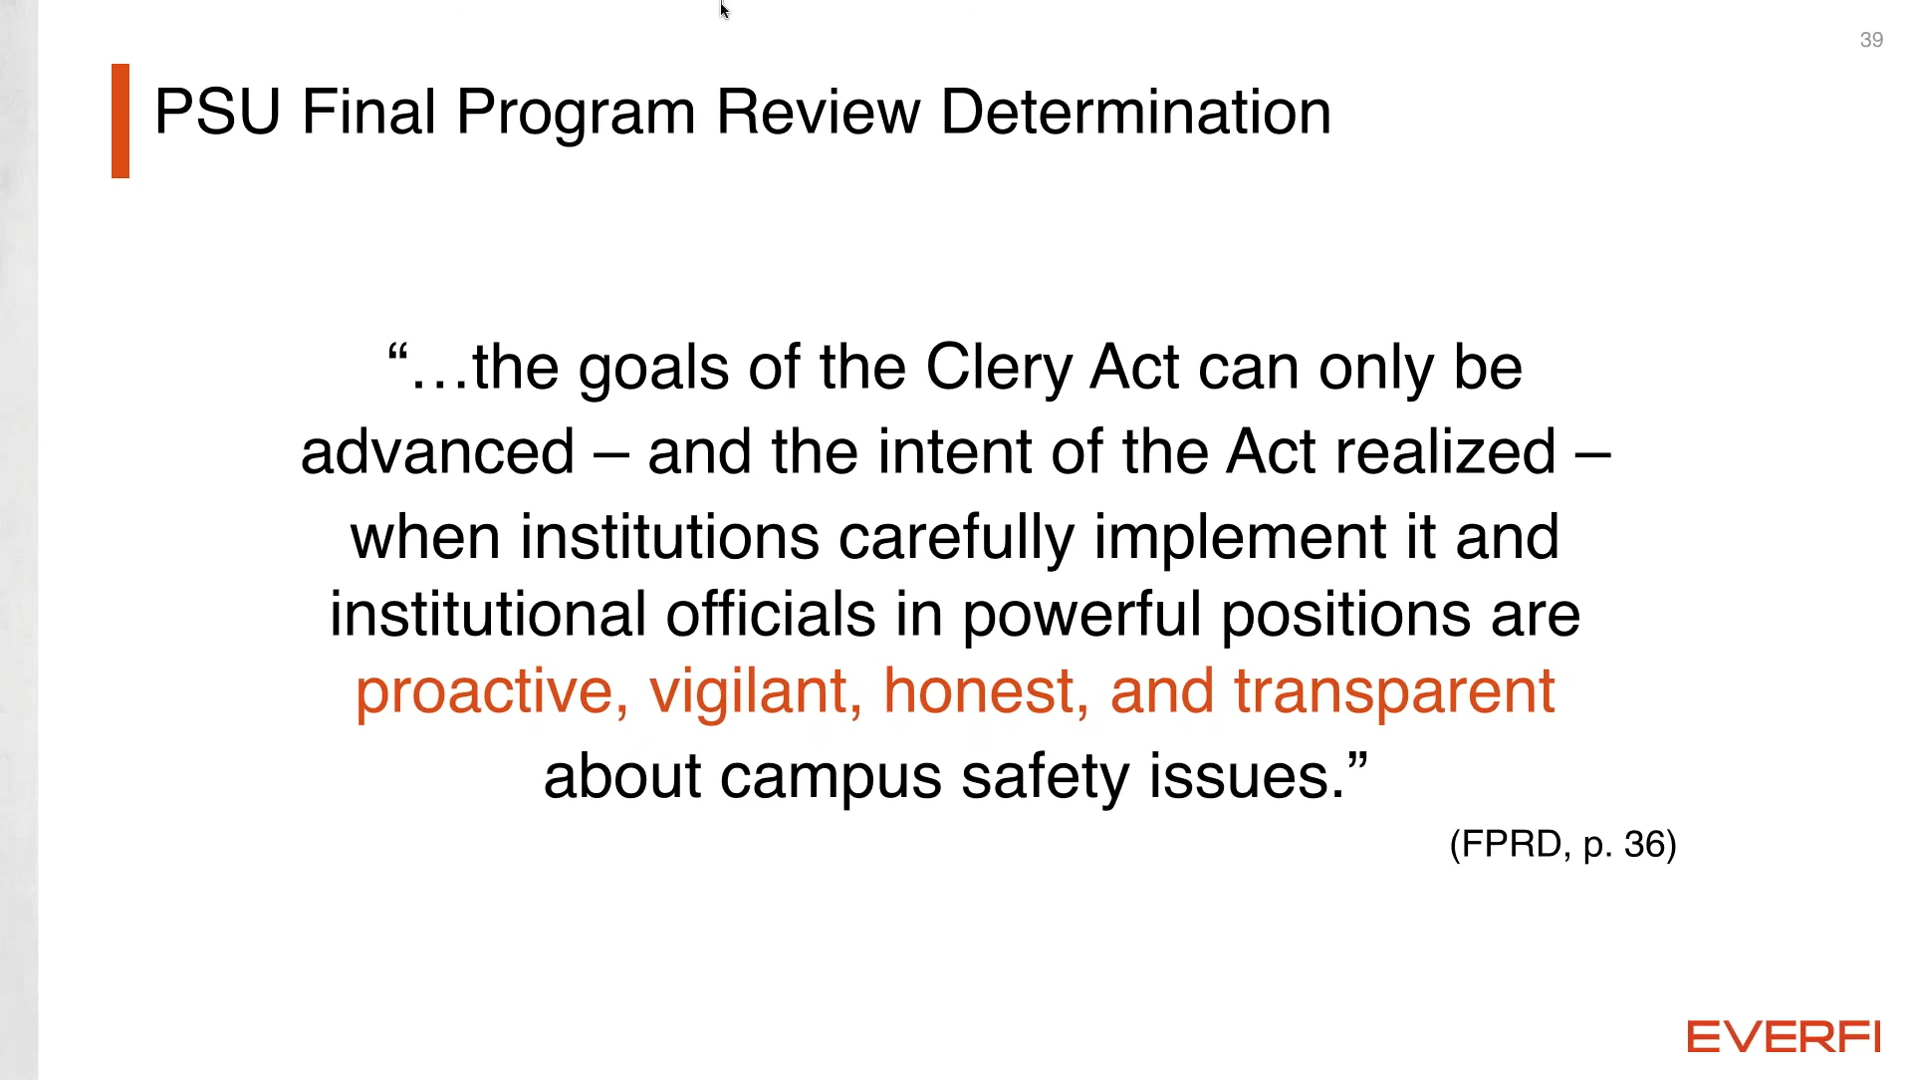 39
PSU Final Program Review Determination
“…the goals of the Clery Act can only be
advanced – and the intent of the Act realized –
when institutions carefully implement it and
institutional officials in powerful positions are
proactive, vigilant, honest, and transparent
about campus safety issues.”
(FPRD, p. 36)
EVERFI